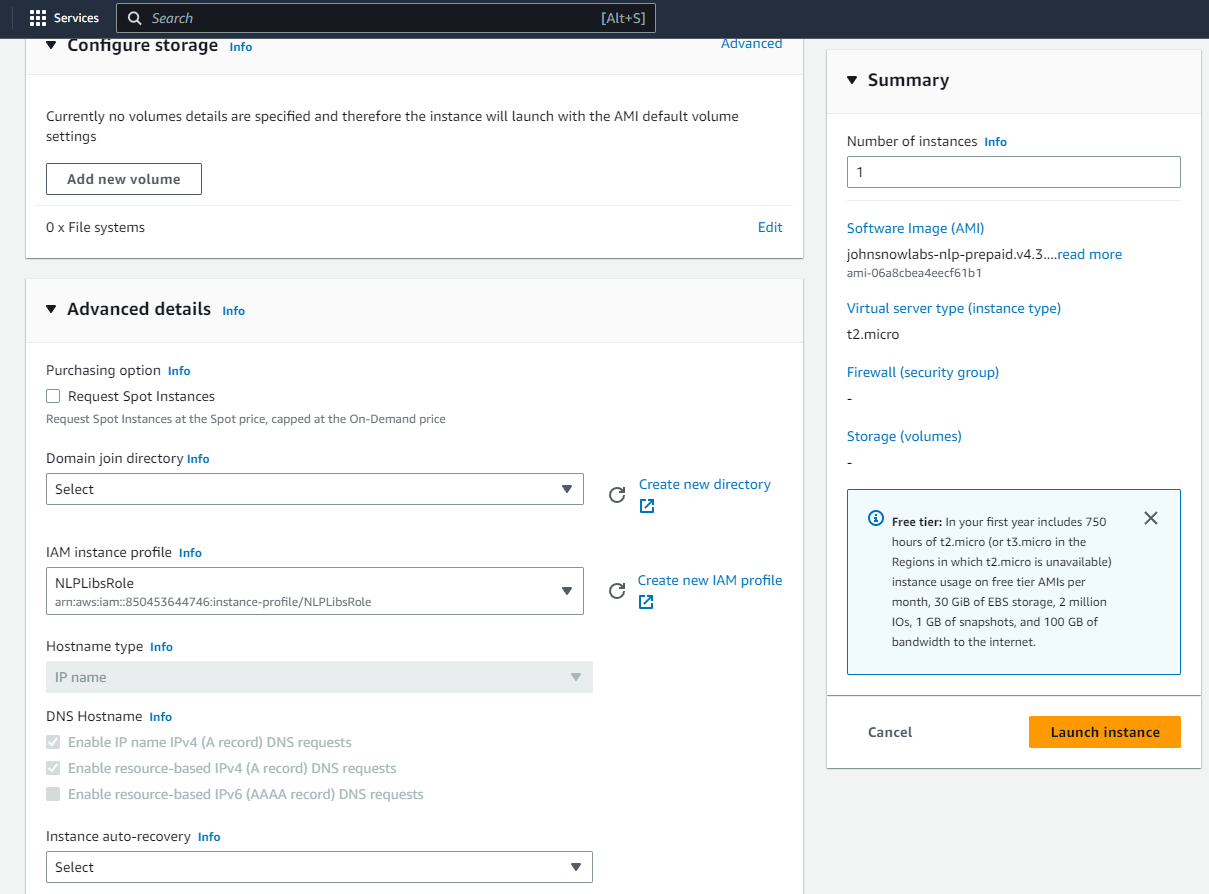 Services
Search
[Alt+S]
Configure storage Info
Advanced
Currently no volumes details are specified and therefore the instance will launch with the AMI default volume
settings
Add new volume
0 x File systems
Edit
Advanced details Info
Purchasing option Info
Request Spot Instances
Request Spot Instances at the Spot price, capped at the On-Demand price
Domain join directory Info
Select
Create new directory
IAM instance profile Info
NLPLibsRole
arn:aws:iam::850453644746:instance-profile/NLPLibsRole
Create new IAM profile
Hostname type Info
IP name
DNS Hostname Info
Enable IP name IPv4 (A record) DNS requests
Enable resource-based IPv4 (A record) DNS requests
Enable resource-based IPv6 (AAAA record) DNS requests
Instance auto-recovery Info
Select
Summary
Number of instances Info
1
Software Image (AMI)
johnsnowlabs-nlp-prepaid.v4.3....read more
ami-06a8cbea4eecf61b1
Virtual server type (instance type)
t2.micro
Firewall (security group)
-
Storage (volumes)
-
Free tier: In your first year includes 750
hours of t2.micro (or t3.micro in the
Regions in which t2.micro is unavailable)
instance usage on free tier AMIs per
month, 30 GiB of EBS storage, 2 million
IOs, 1 GB of snapshots, and 100 GB of
bandwidth to the internet.
Cancel
Launch instance